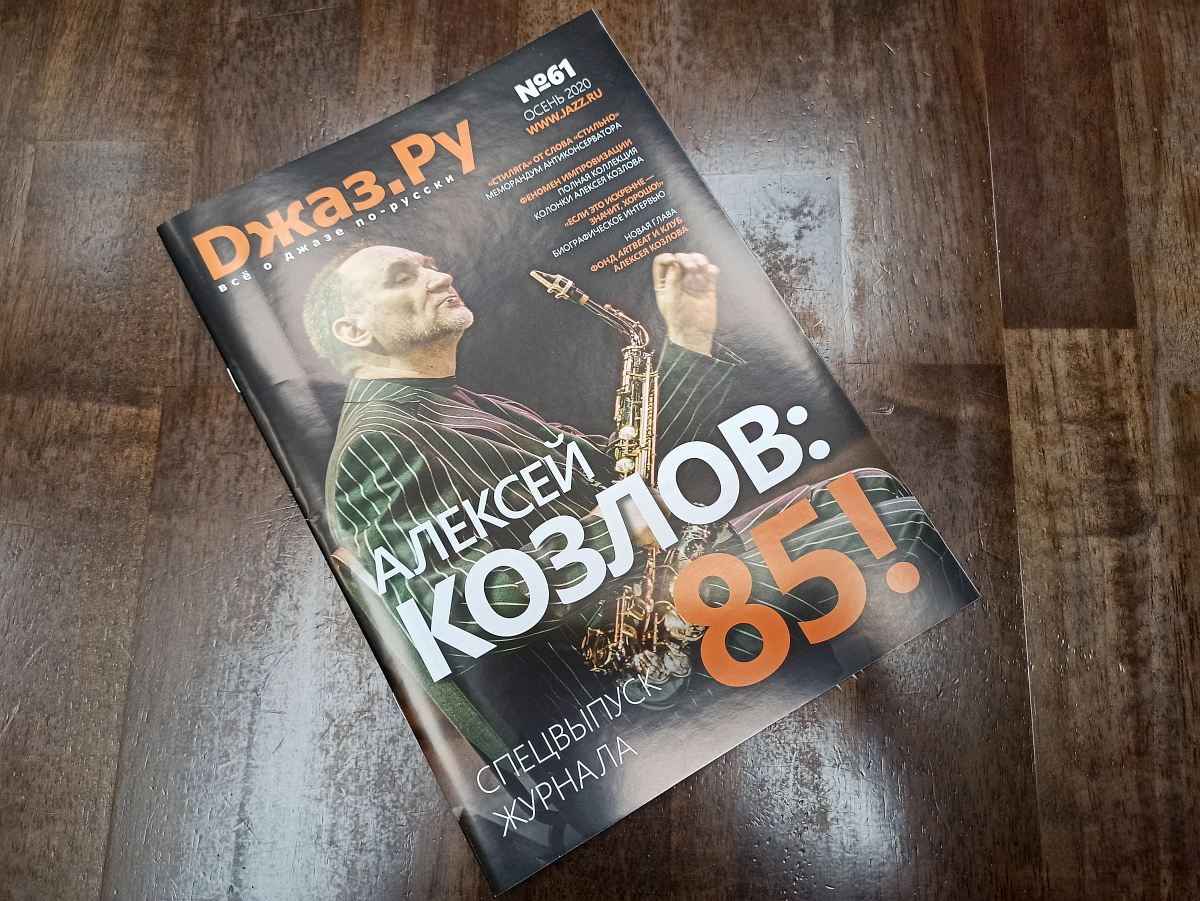 Dжаз.Ру
всё о джазе по-русски
№61
ОСЕНЬ 2020
WWW.JAZZ.RU
«СТИЛЯГА» ОТ СЛОВА «СТИЛЬНО»
МЕМОРАНДУМ АНТИКОНСЕРВАТОРА
ФЕНОМЕН ИМПРОВИЗАЦИИ
ПОЛНАЯ КОЛЛЕКЦИЯ
КОЛОНКИ АЛЕКСЕЯ КОЗЛОВА
«ЕСЛИ ЭТО ИСКРЕННЕ —
ЗНАЧИТ, ХОРОШО!»
БИОГРАФИЧЕСКОЕ ИНТЕРВЬЮ
НОВАЯ ГЛАВА
ФОНД ARTBEAT И КЛУБ
АЛЕКСЕЯ КОЗЛОВА
АЛЕКСЕЙ
КОЗЛОВ:
85!
СПЕЦВЫПУСК
ЖУРНАЛА